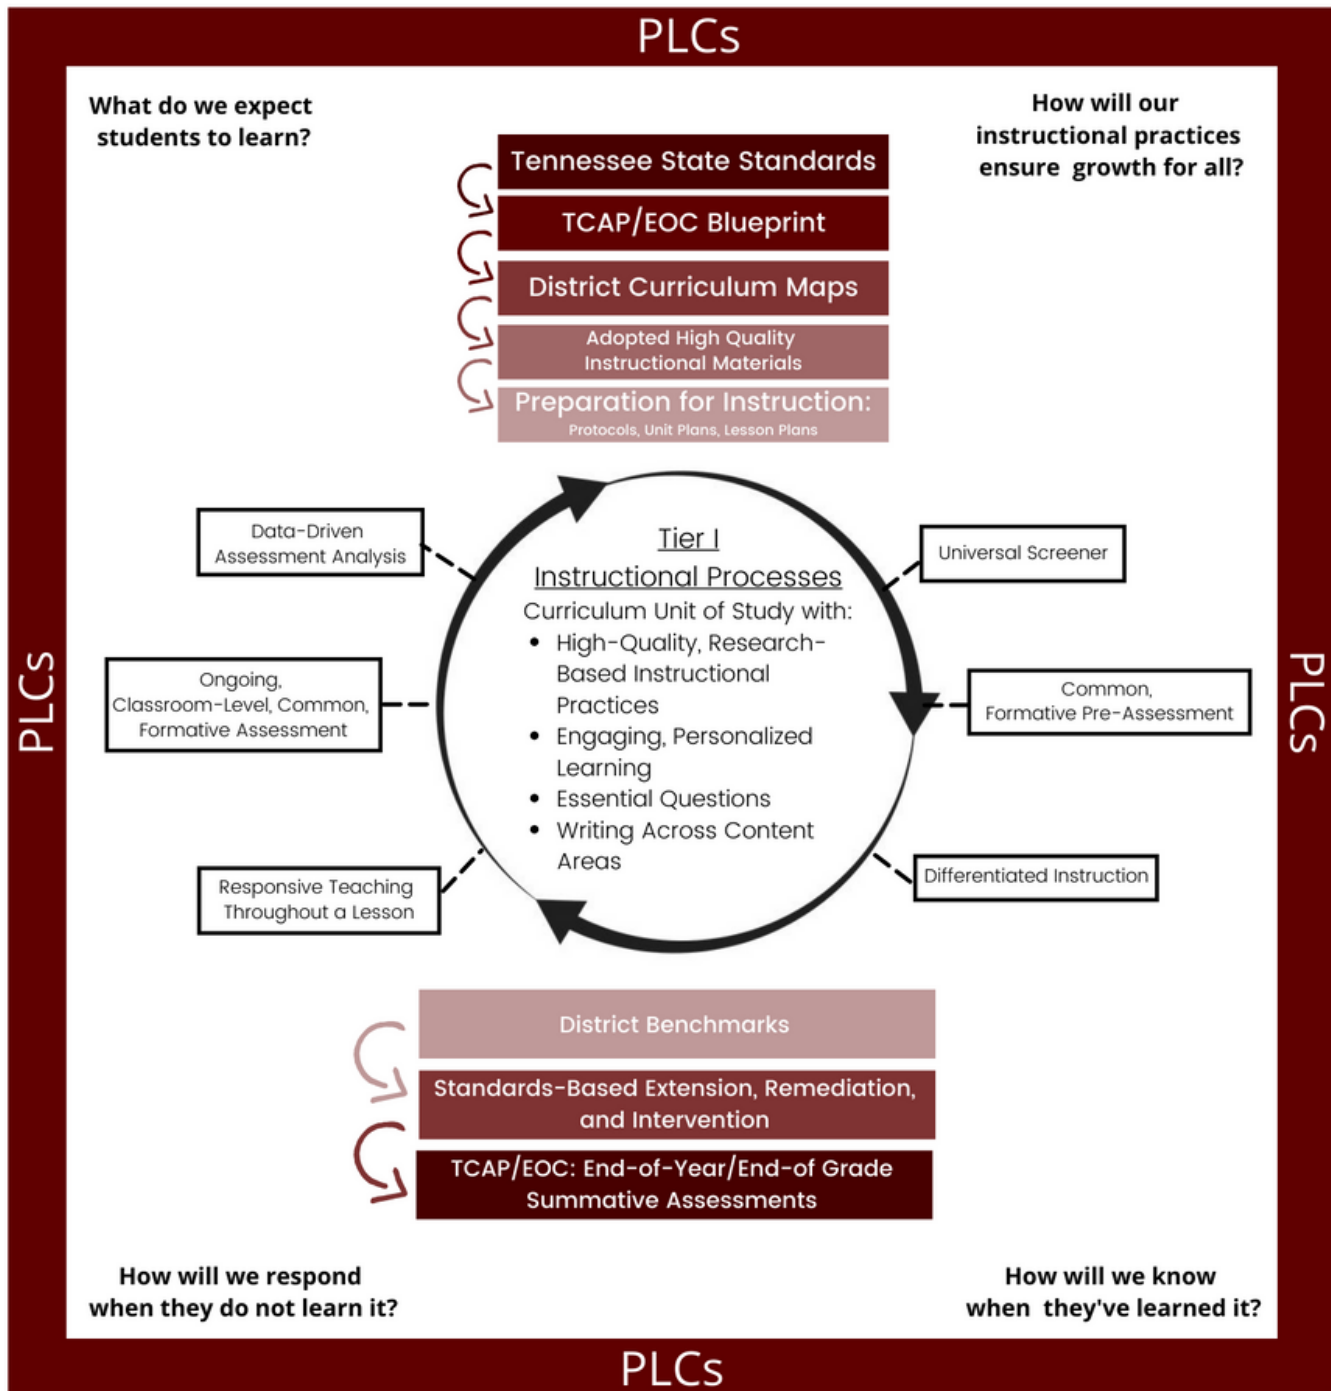 PLCs
What do we expect
students to learn?
How will our
instructional practices
ensure growth for all?
Tennessee State Standards
TCAP/EOC Blueprint
District Curriculum Maps
Adopted High Quality
Instructional Materials
Preparation for Instruction:
Protocols, Unit Plans, Lesson Plans
PLCs
Data-Driven
Assessment Analysis
Ongoing,
Classroom-Level, Common,
Formative Assessment
Responsive Teaching
Throughout a Lesson
Tier I
Instructional Processes
Curriculum Unit of Study with:
• High-Quality, Research-
Based Instructional
Practices
• Engaging, Personalized
Learning
• Essential Questions
• Writing Across Content
Areas
Universal Screener
Common,
Formative Pre-Assessment
Differentiated Instruction
PLCs
District Benchmarks
Standards-Based Extension, Remediation,
and Intervention
TCAP/EOC: End-of-Year/End-of Grade
Summative Assessments
How will we respond
when they do not learn it?
How will we know
when they've learned it?
PLCs